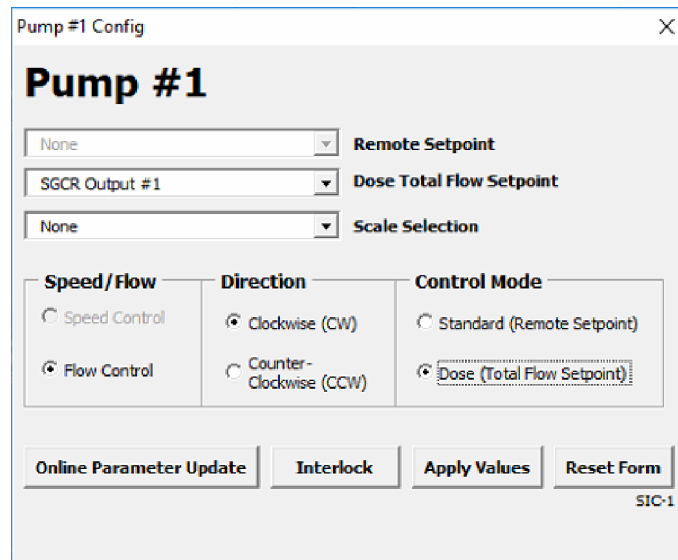 Pump #1 Config
Pump #1
None
Remote Setpoint
SGCR Output #1
Dose Total Flow Setpoint
None
Scale Selection
Speed/Flow
Speed Control
Flow Control
Direction
Clockwise (CW)
Counter-
Clockwise (CCW)
Control Mode
Standard (Remote Setpoint)
Dose (Total Flow Setpoint)
Online Parameter Update
Interlock
Apply Values
Reset Form
SIC-1